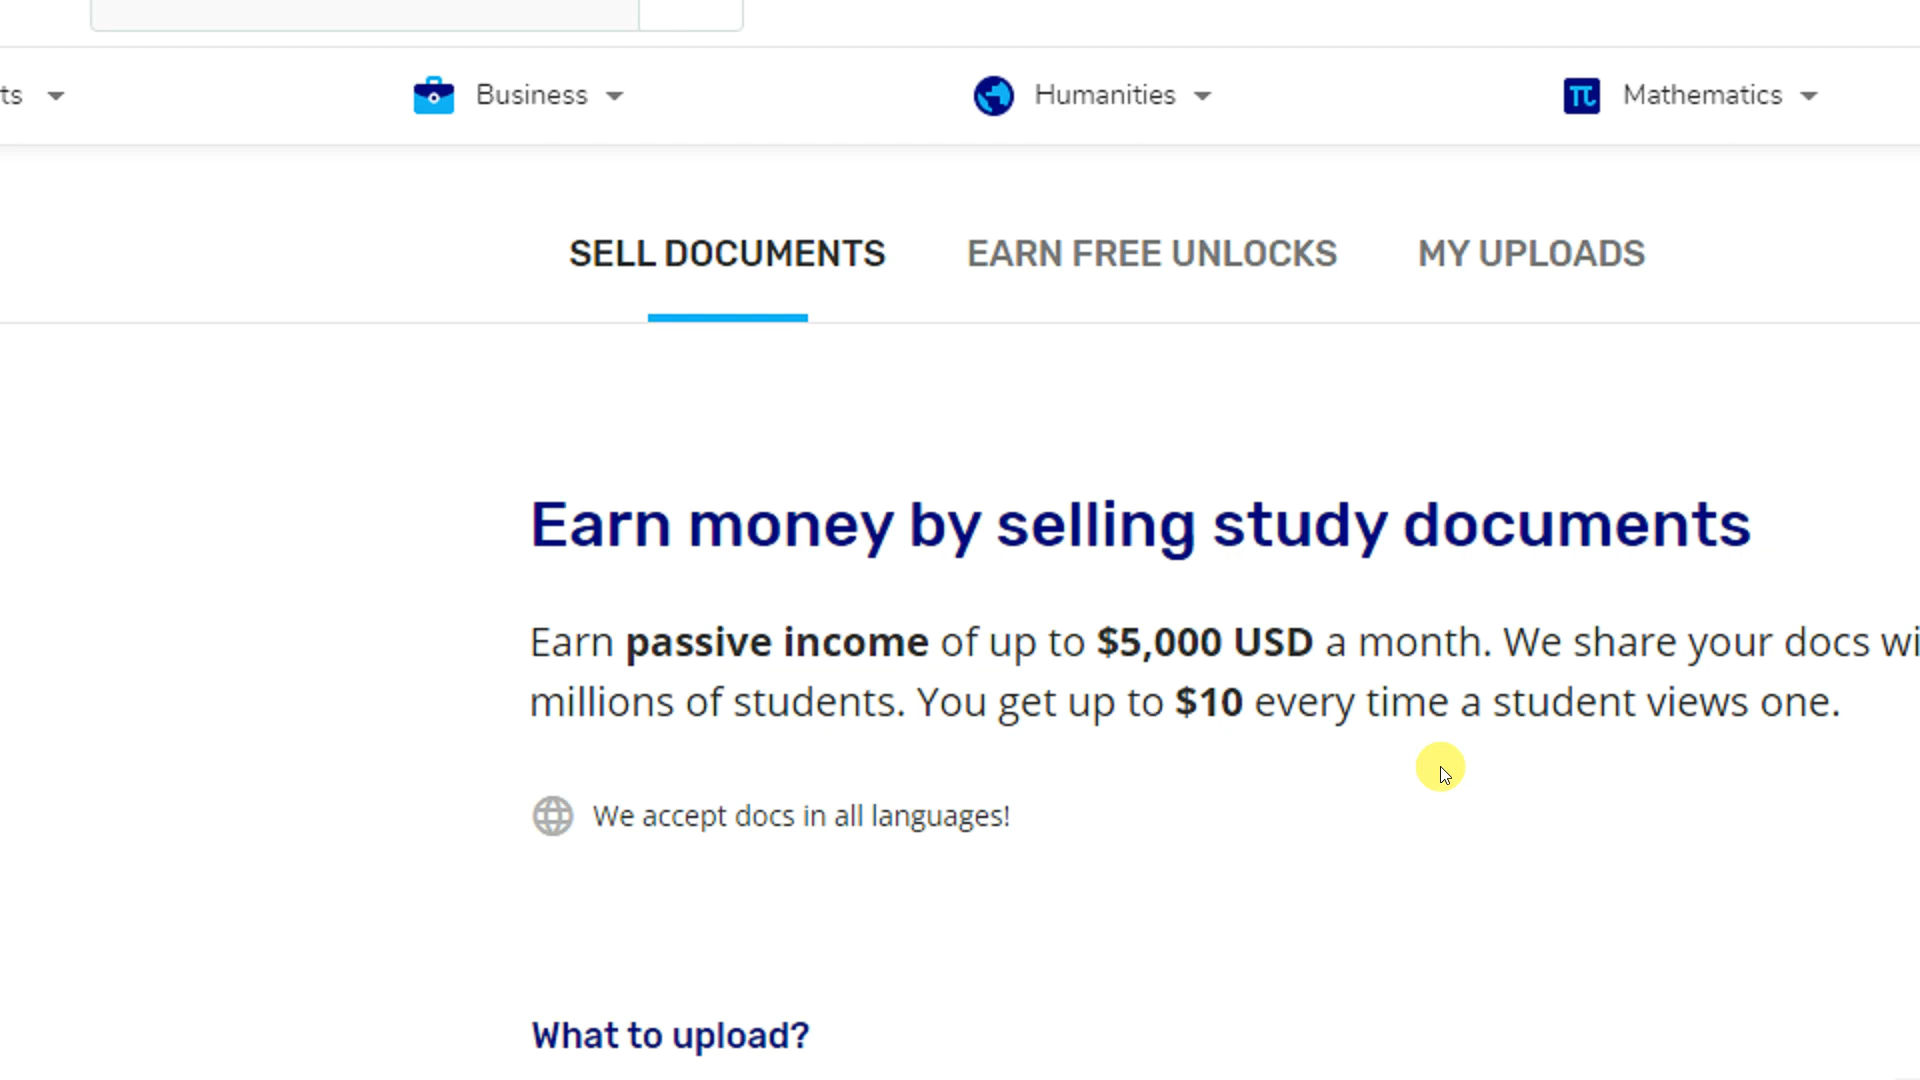 ts
Business
Humanities
Mathematics
SELL DOCUMENTS
EARN FREE UNLOCKS
MY UPLOADS
Earn money by selling study documents
Earn passive income of up to $5,000 USD a month. We share your docs wi
millions of students. You get up to $10 every time a student views one.
We accept docs in all languages!
What to upload?